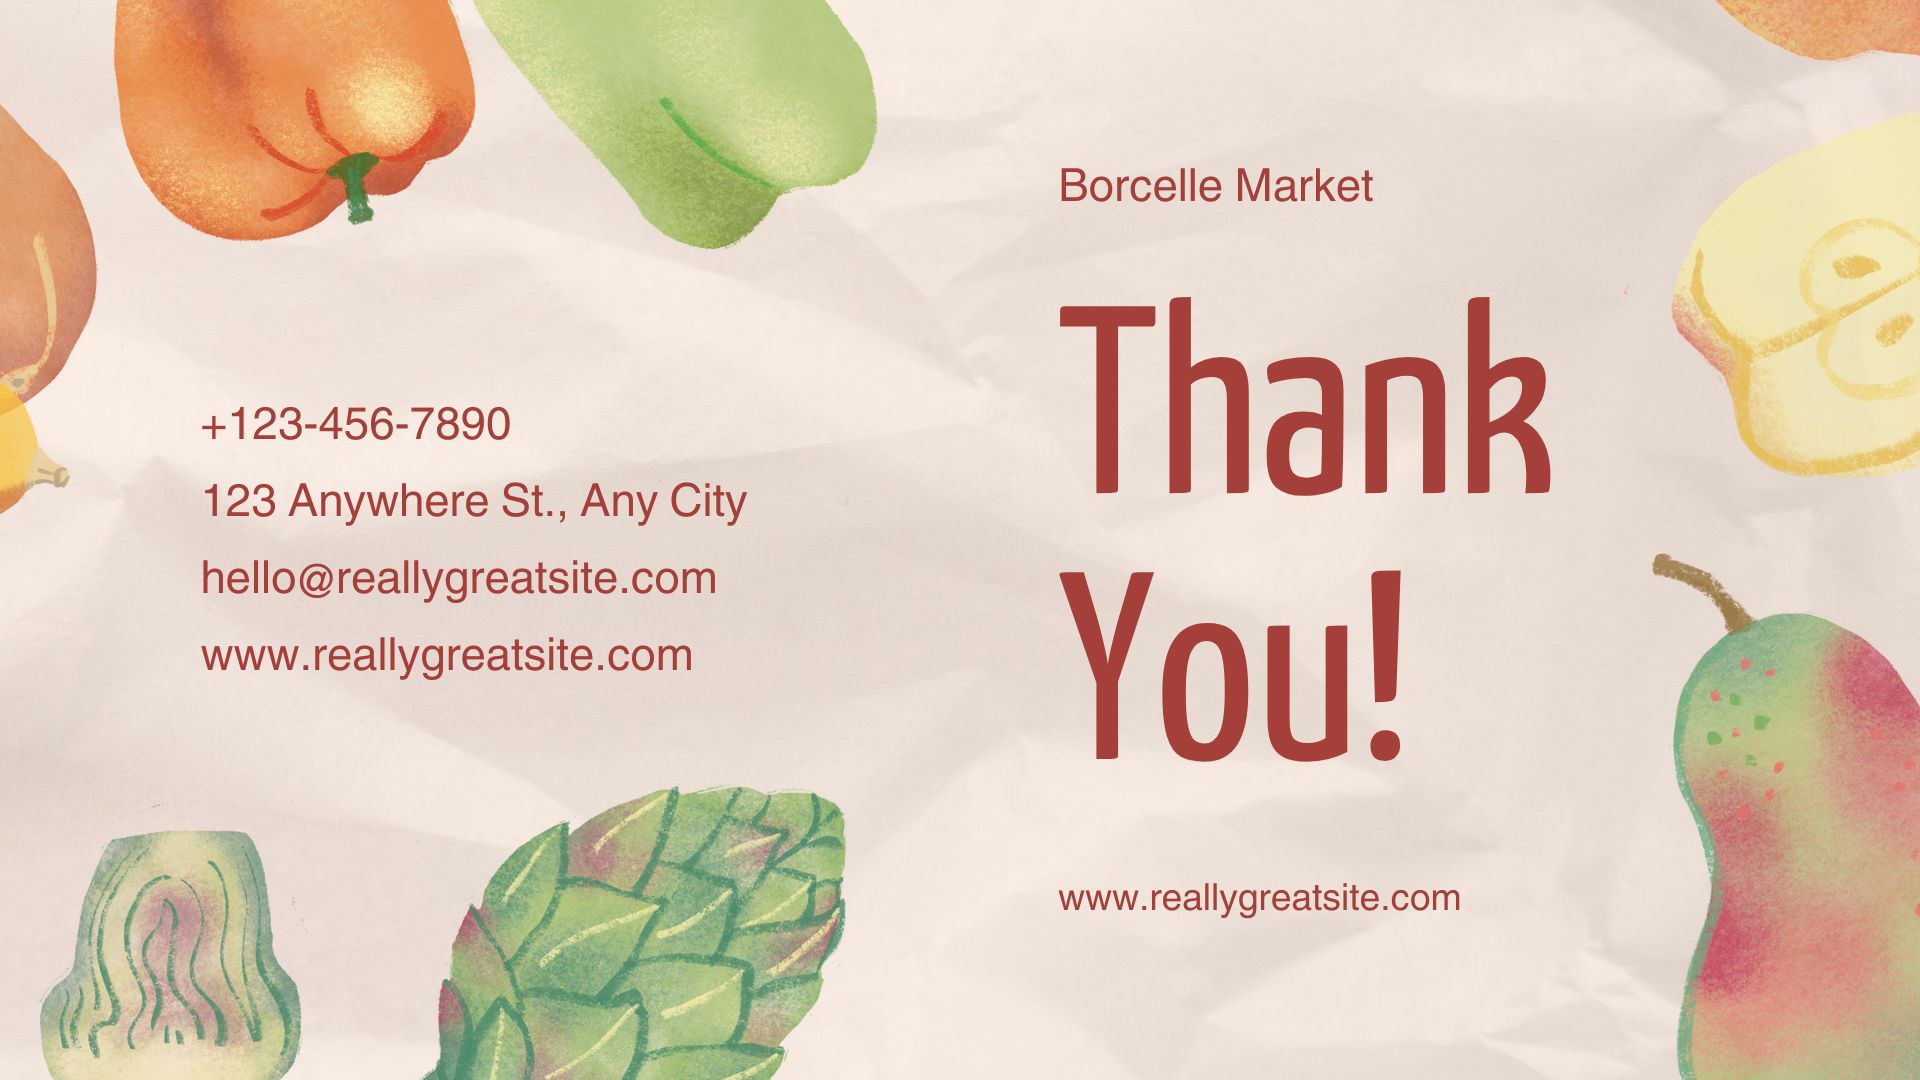 +123-456-7890
123 Anywhere St., Any City
hello@reallygreatsite.com
www.reallygreatsite.com
Borcelle Market
Thank
You!
www.reallygreatsite.com